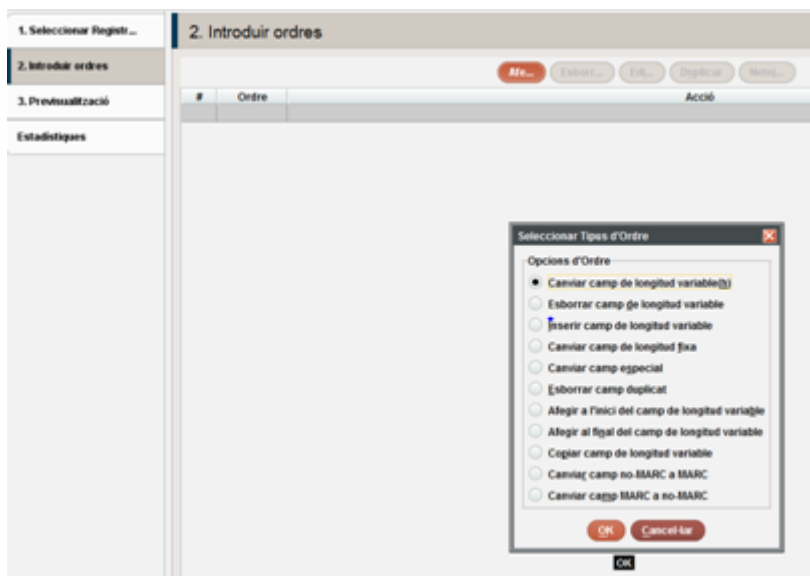 1. Seleccionar Registr...
2. Introduir ordres
3. Previsualització
Estadístiques
2. Introduir ordres
Afe... Esborr... Edi... Duplicar Netej...
# Ordre Acció
Seleccionar Tipus d'Ordre
Opcions d'Ordre
Canviar camp de longitud variable(h)
Esborrar camp de longitud variable
Inserir camp de longitud variable
Canviar camp de longitud fixa
Canviar camp especial
Esborrar camp duplicat
Afegir a l'inici del camp de longitud variable
Afegir al final del camp de longitud variable
Copiar camp de longitud variable
Canviar camp no-MARC a MARC
Canviar camp MARC a no-MARC
OK Cancel·lar
OK